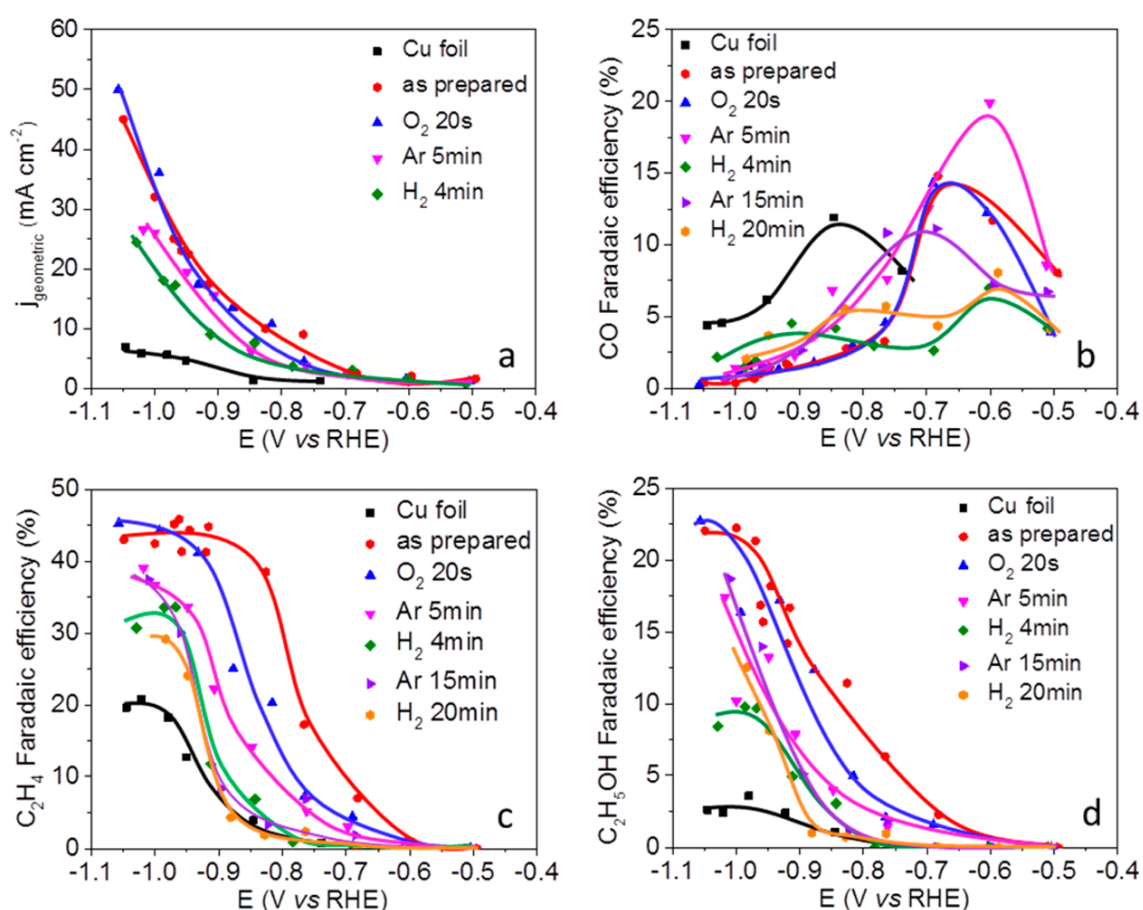 60
50
40
30
20
10
0
-1.1 -1.0 -0.9 -0.8 -0.7 -0.6 -0.5 -0.4
E (V vs RHE)
j geometric (mA cm-2)
Cu foil
as prepared
O2 20s
Ar 5min
H2 4min
a
25
20
15
10
5
0
-1.1 -1.0 -0.9 -0.8 -0.7 -0.6 -0.5 -0.4
E (V vs RHE)
CO Faradaic efficiency (%)
Cu foil
as prepared
O2 20s
Ar 5min
H2 4min
Ar 15min
H2 20min
b
50
40
30
20
10
0
-1.1 -1.0 -0.9 -0.8 -0.7 -0.6 -0.5 -0.4
E (V vs RHE)
C2H4 Faradaic efficiency (%)
Cu foil
as prepared
O2 20s
Ar 5min
H2 4min
Ar 15min
H2 20min
c
25
20
15
10
5
0
-1.1 -1.0 -0.9 -0.8 -0.7 -0.6 -0.5 -0.4
E (V vs RHE)
C2H5OH Faradaic efficiency (%)
Cu foil
as prepared
O2 20s
Ar 5min
H2 4min
Ar 15min
H2 20min
d